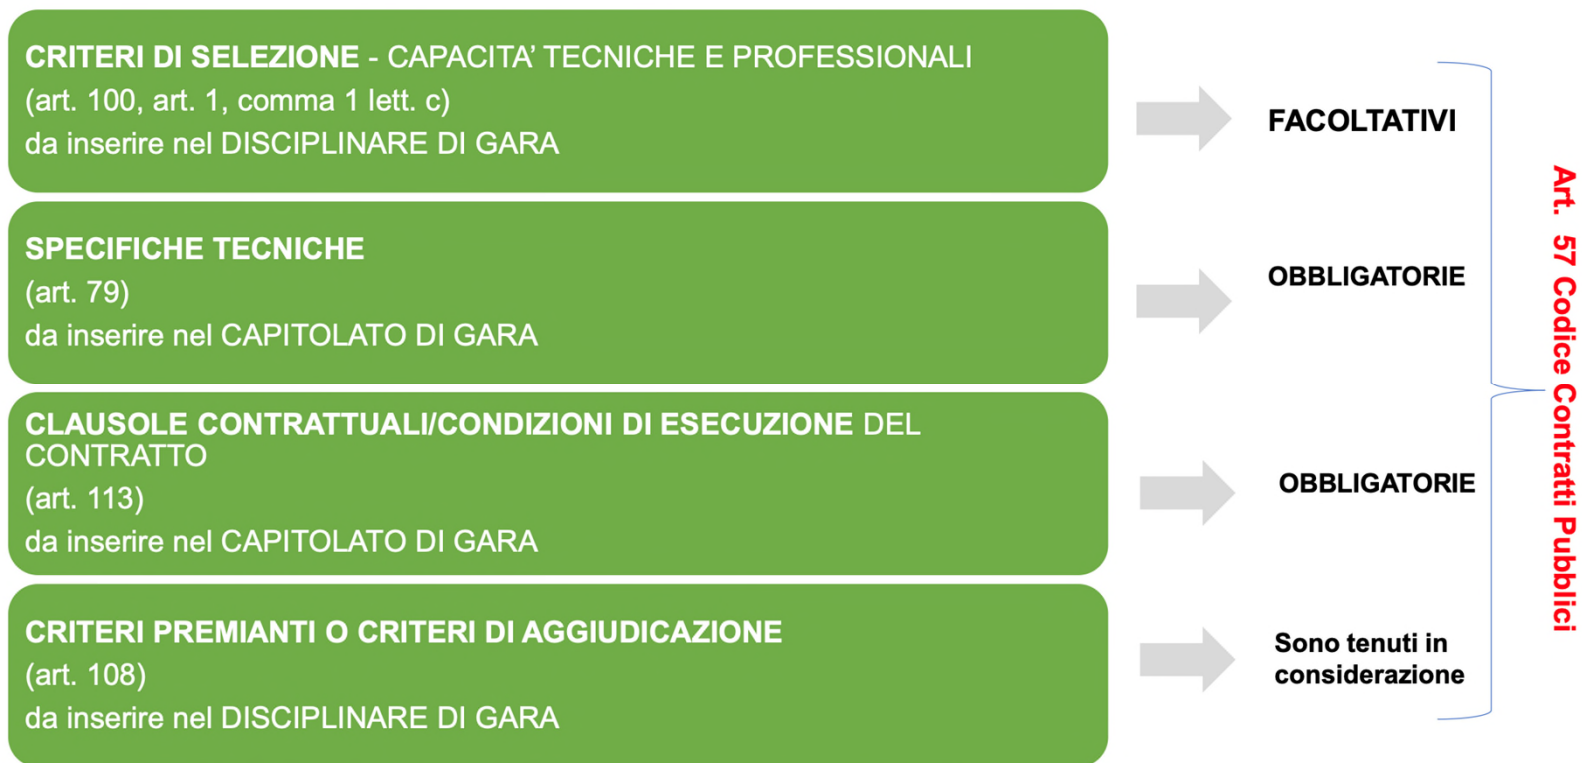 CRITERI DI SELEZIONE - CAPACITA' TECNICHE E PROFESSIONALI
(art. 100, art. 1, comma 1 lett. c)
da inserire nel DISCIPLINARE DI GARA
FACOLTATIVI
SPECIFICHE TECNICHE
(art. 79)
da inserire nel CAPITOLATO DI GARA
OBBLIGATORIE
CLAUSOLE CONTRATTUALI/CONDIZIONI DI ESECUZIONE DEL
CONTRATTO
(art. 113)
da inserire nel CAPITOLATO DI GARA
OBBLIGATORIE
CRITERI PREMIANTI O CRITERI DI AGGIUDICAZIONE
(art. 108)
da inserire nel DISCIPLINARE DI GARA
Sono tenuti in
considerazione
Art. 57 Codice Contratti Pubblici